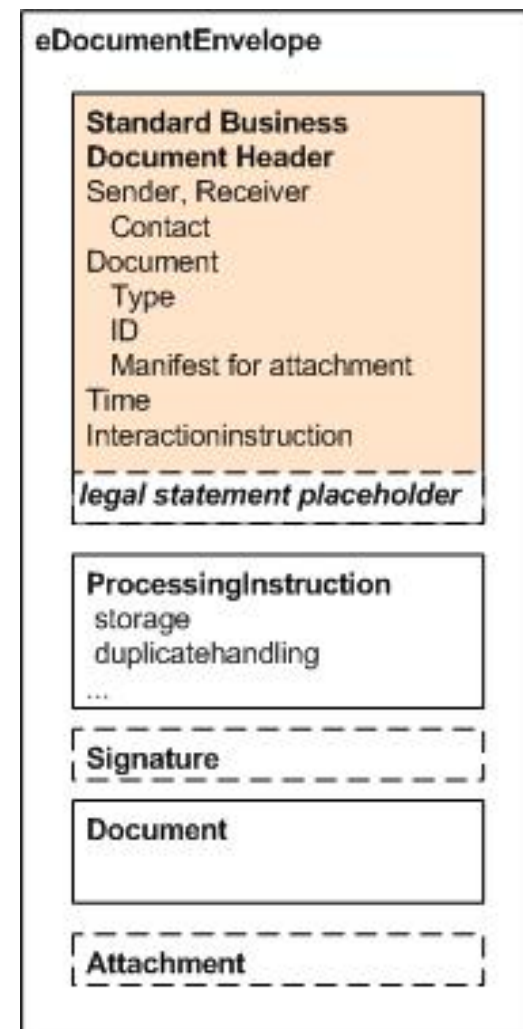 eDocumentEnvelope
Standard Business
Document Header
Sender, Receiver
Contact
Document
Type
ID
Manifest for attachment
Time
Interactioninstruction
legal statement placeholder
ProcessingInstruction
storage
duplicatehandling
...
Signature
Document
Attachment